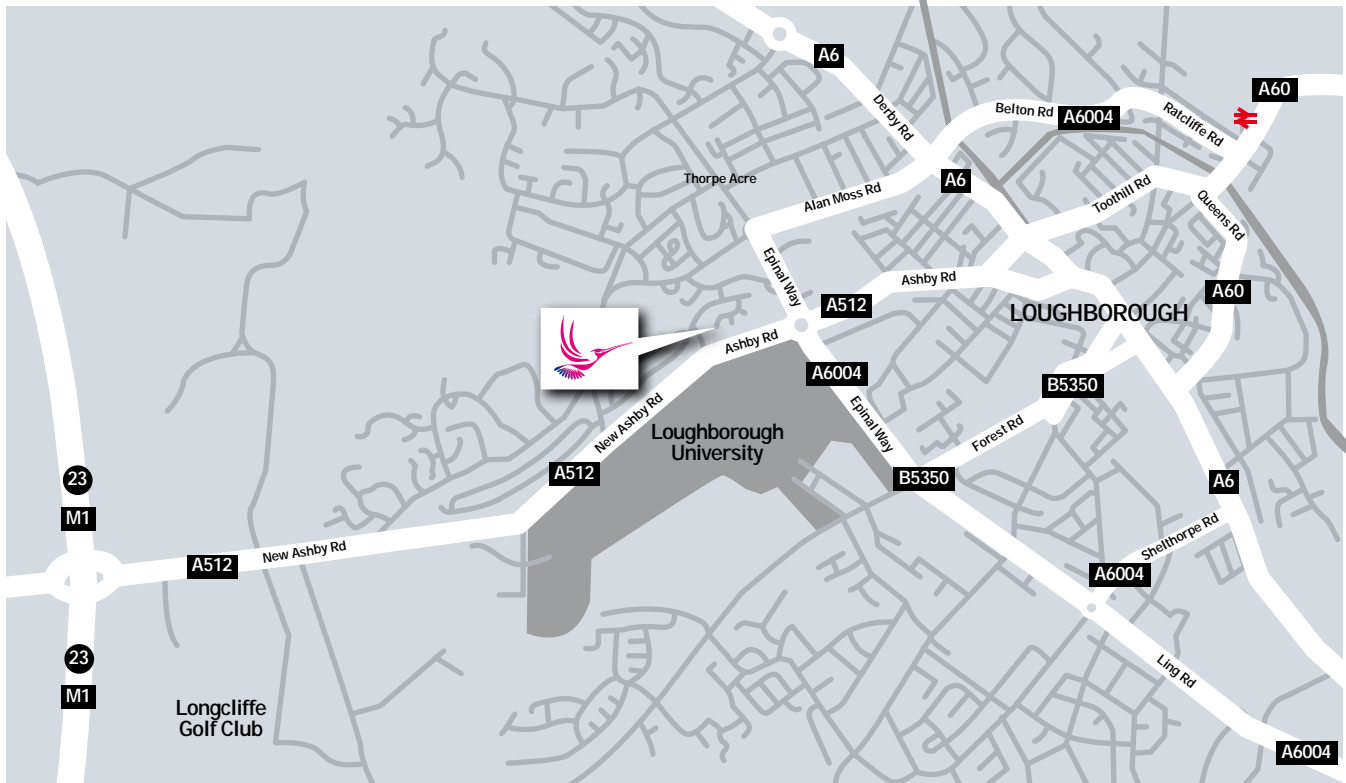 A6
A60
Derby Rd
Belton Rd
A6004
Ratcliffe Rd
Thorpe Acre
A6
Alan Moss Rd
Toothill Rd
Queens Rd
Epinal Way
Ashby Rd
A60
A512
LOUGHBOROUGH
Ashby Rd
A6004
B5350
Epinal Way
New Ashby Rd
Loughborough
University
Forest Rd
A512
B5350
23
A6
M1
Shelthorpe Rd
New Ashby Rd
A512
A6004
23
M1
Ling Rd
Longcliffe
Golf Club
A6004